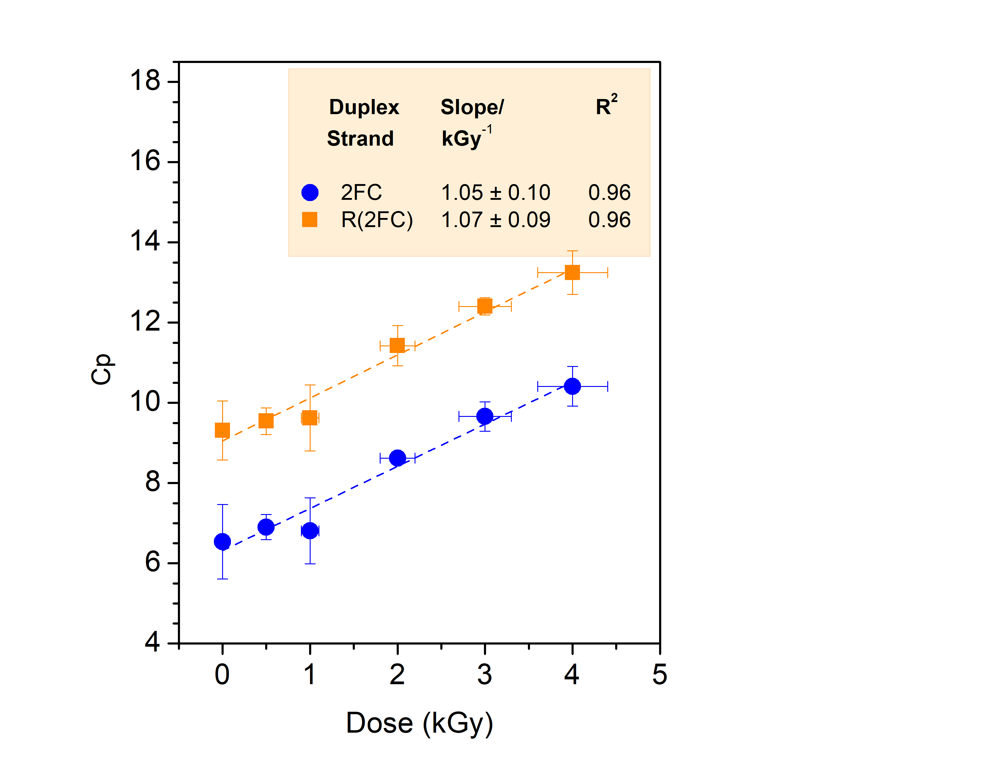 Duplex Slope/ R²
Strand kGy⁻¹
2FC 1.05 ± 0.10 0.96
R(2FC) 1.07 ± 0.09 0.96
18
16
14
12
10
8
6
4
Cp
0 1 2 3 4 5
Dose (kGy)